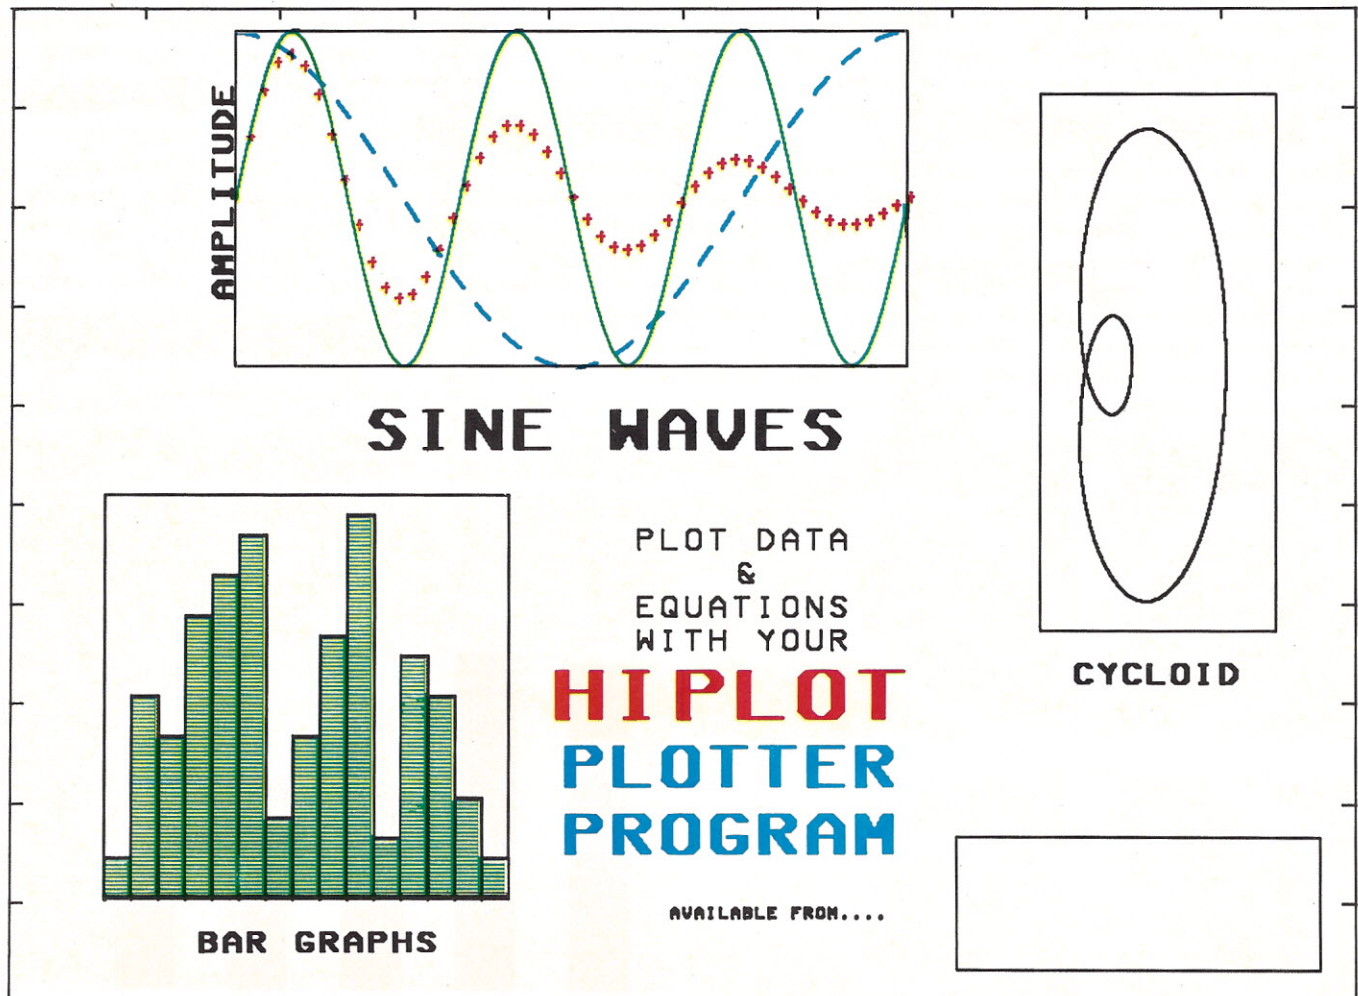 AMPLITUDE
SINE WAVES
PLOT DATA
&
EQUATIONS
WITH YOUR
HIPLOT
PLOTTER
PROGRAM
AVAILABLE FROM....
BAR GRAPHS
CYCLOID